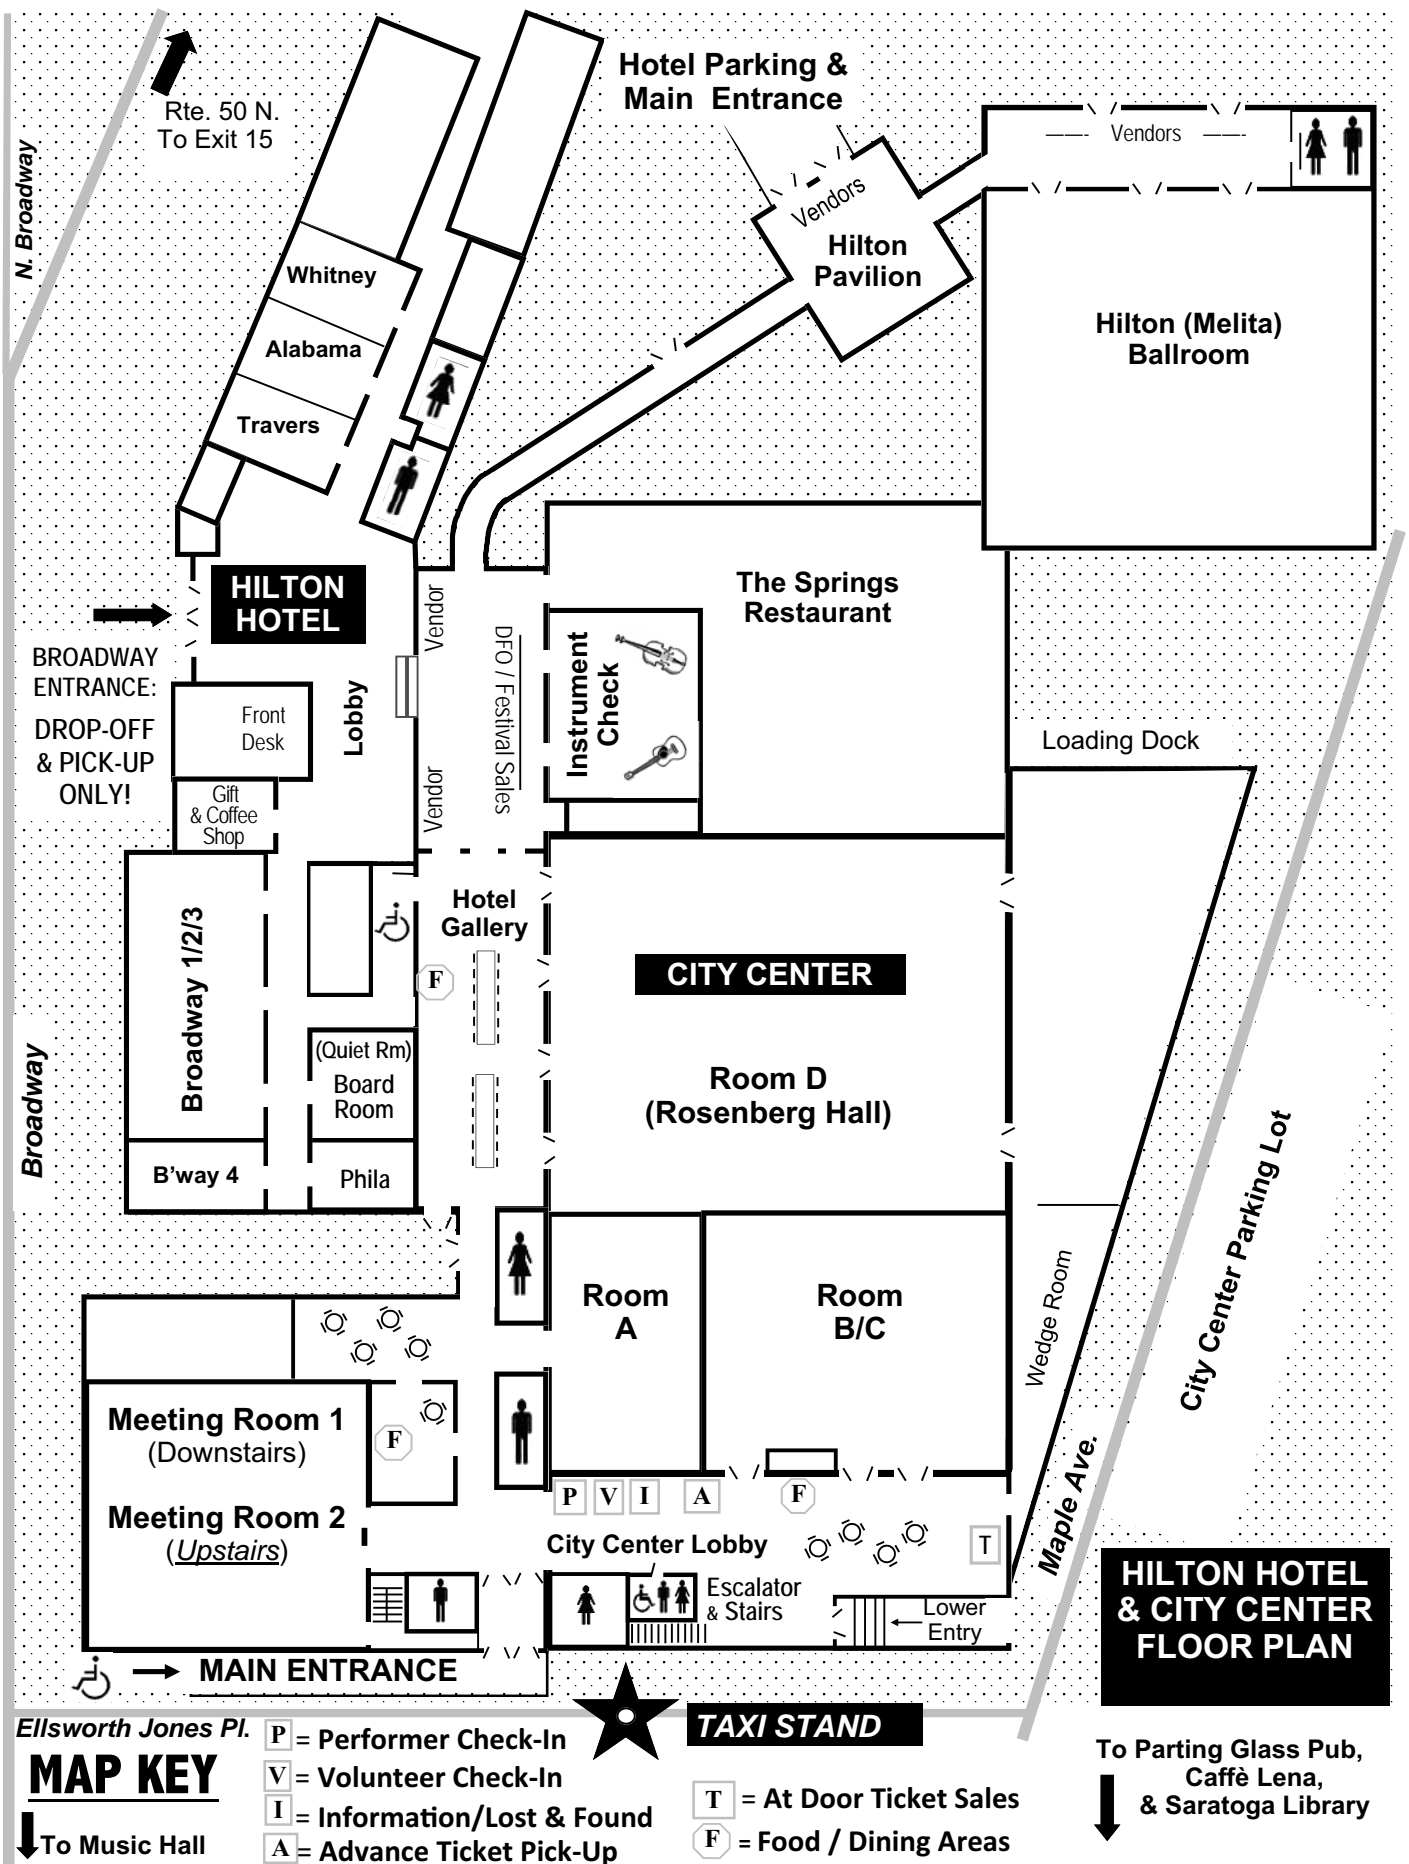 Hotel Parking &
Main Entrance
Rte. 50 N.
To Exit 15
N. Broadway
Vendors
Vendors
Hilton
Pavilion
Whitney
Alabama
Travers
Hilton (Melita)
Ballroom
HILTON
HOTEL
BROADWAY
ENTRANCE:
DROP-OFF
& PICK-UP
ONLY!
Front
Desk
Lobby
Gift
& Coffee
Shop
Vendor
Vendor
DFO / Festival Sales
Instrument
Check
The Springs
Restaurant
Loading Dock
Hotel
Gallery
F
Broadway 1/2/3
(Quiet Rm)
Board
Room
B'way 4
Phila
Broadway
CITY CENTER
Room D
(Rosenberg Hall)
Room
A
Room
B/C
Wedge Room
City Center Parking Lot
Maple Ave.
Meeting Room 1
(Downstairs)
Meeting Room 2
(Upstairs)
F
P V I A F
City Center Lobby
T
Escalator
& Stairs
Lower
Entry
MAIN ENTRANCE
HILTON HOTEL
& CITY CENTER
FLOOR PLAN
TAXI STAND
Ellsworth Jones Pl.
MAP KEY
To Music Hall
P = Performer Check-In
V = Volunteer Check-In
I = Information/Lost & Found
A = Advance Ticket Pick-Up
T = At Door Ticket Sales
F = Food / Dining Areas
To Parting Glass Pub,
Caffè Lena,
& Saratoga Library